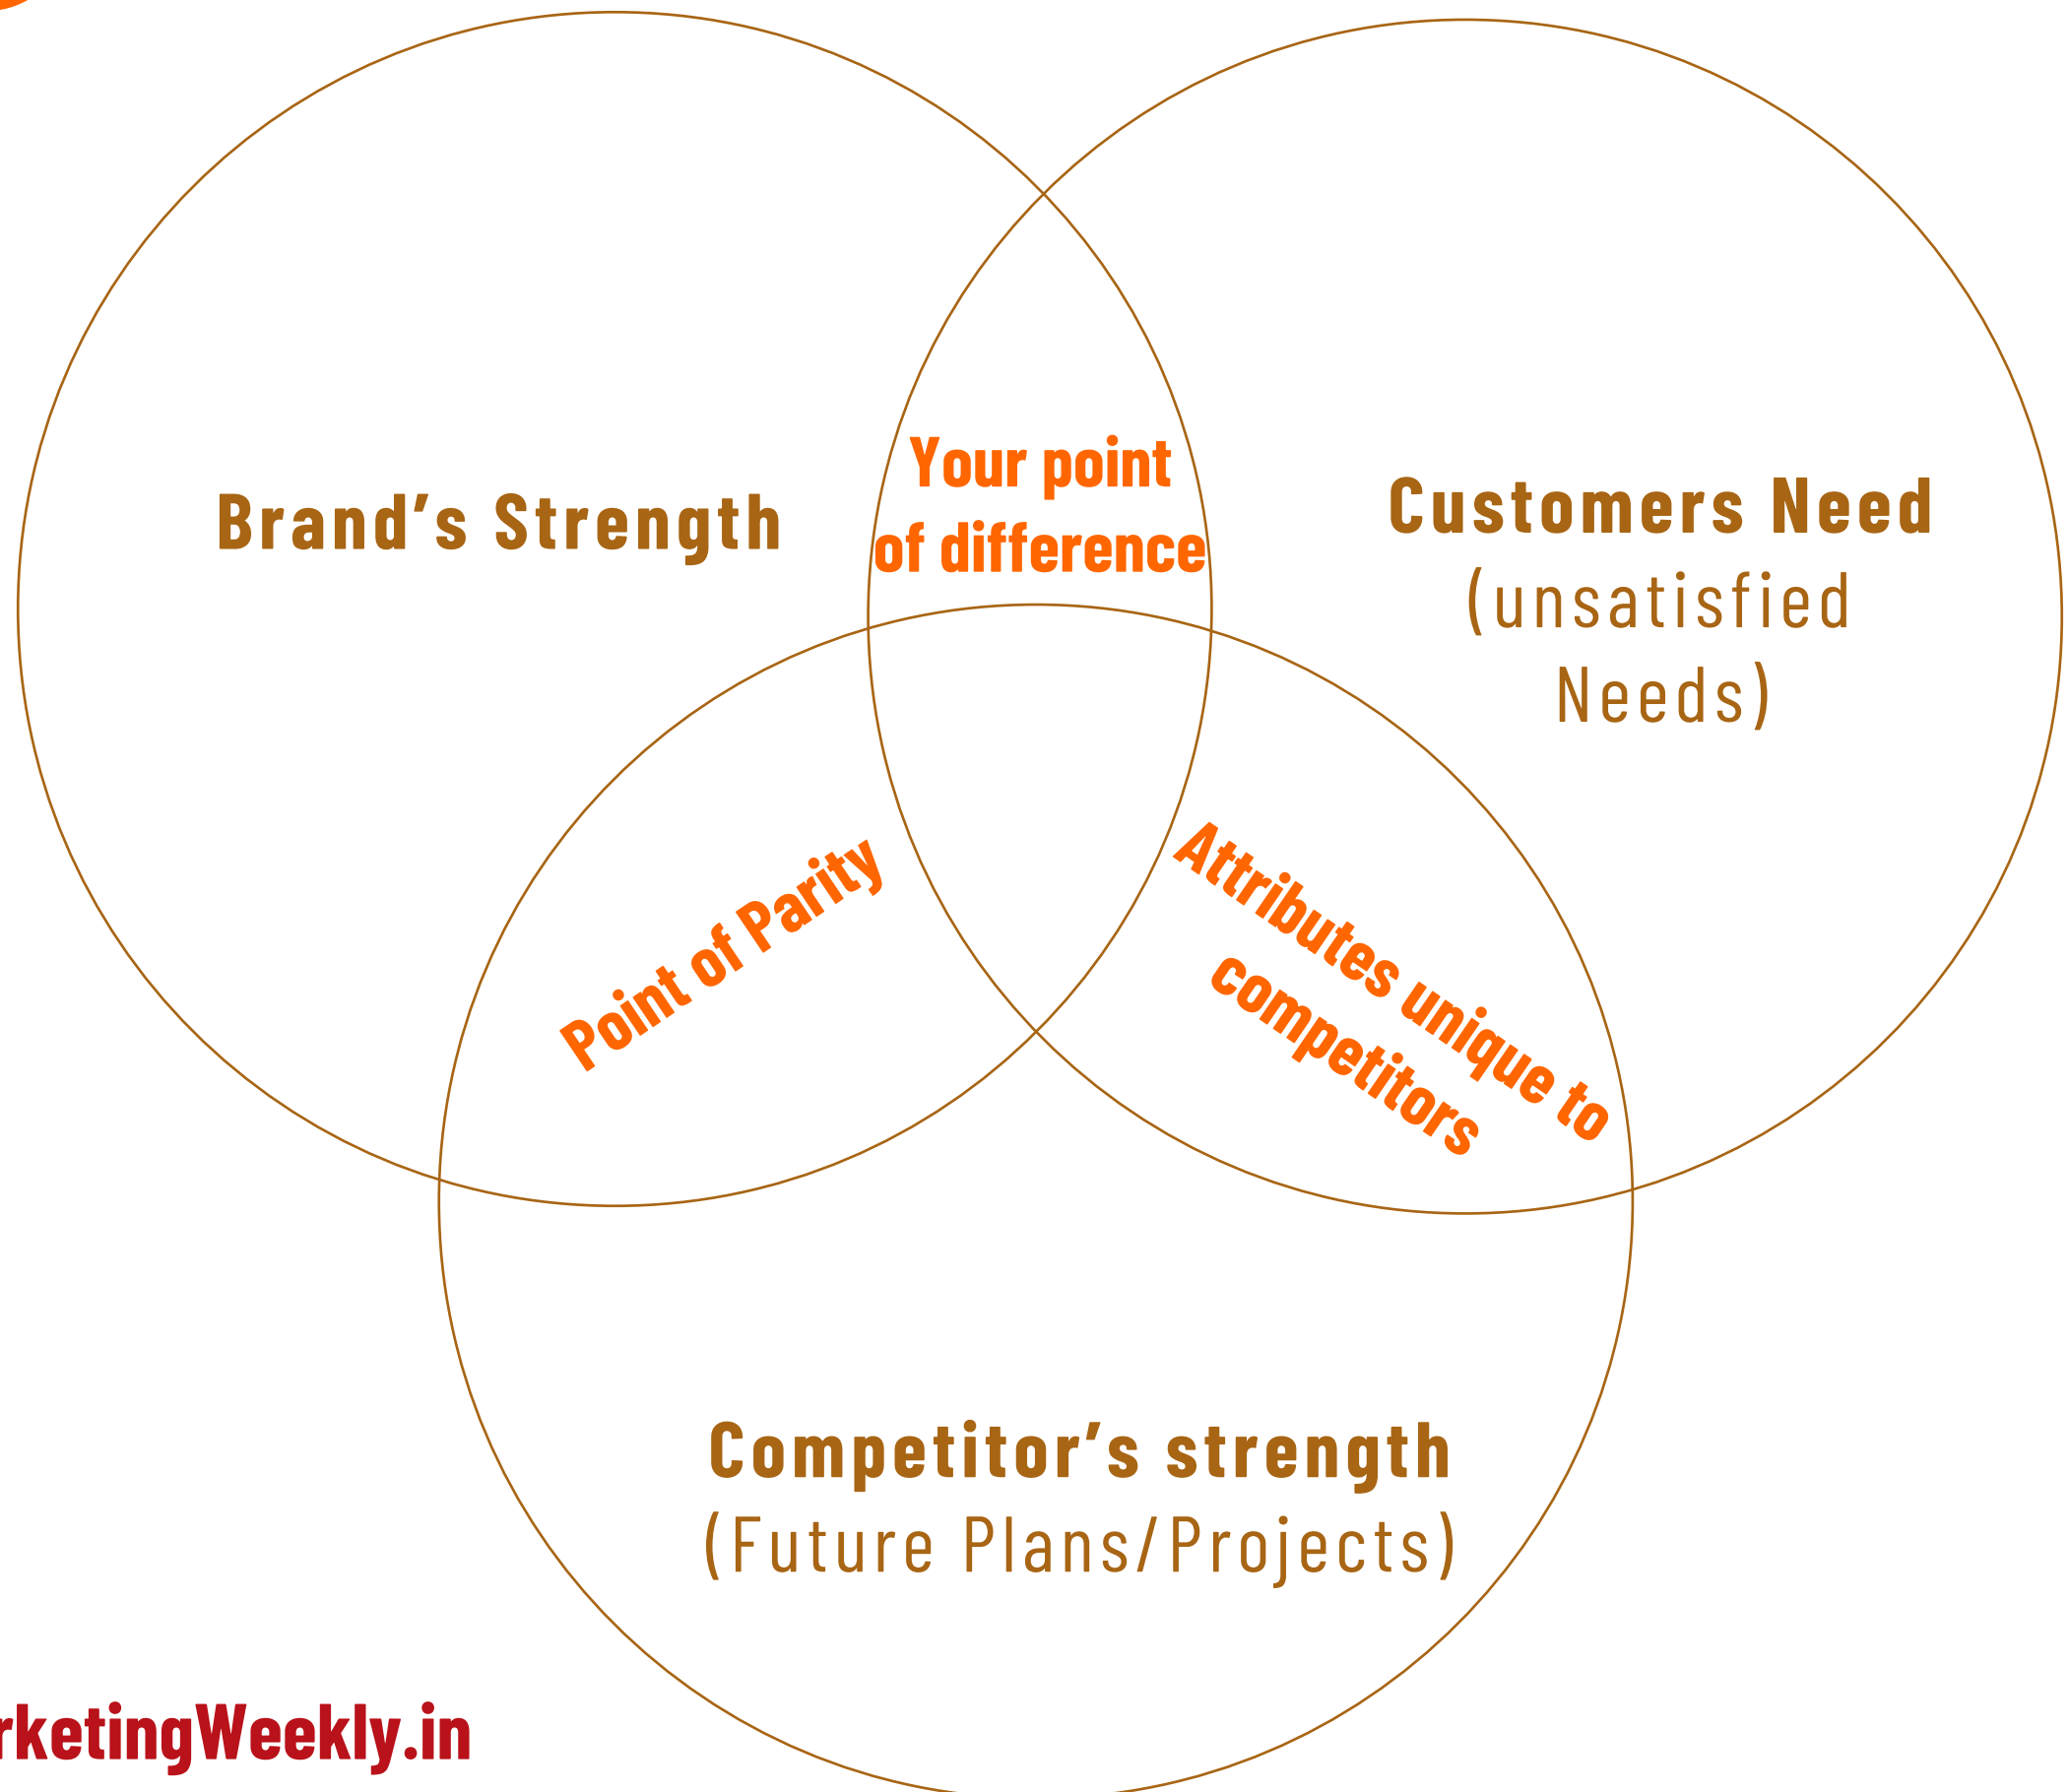 Your point
of difference
Brand's Strength
Customers Need
(unsatisfied
Needs)
Point of Parity
Attributes unique to
competitors
Competitor's strength
(Future Plans/Projects)
rketingWeekly.in